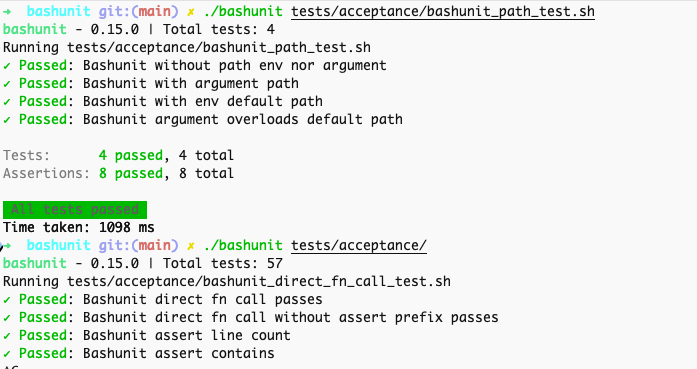 ➜  bashunit git:(main) ✗ ./bashunit tests/acceptance/bashunit_path_test.sh
bashunit - 0.15.0 | Total tests: 4
Running tests/acceptance/bashunit_path_test.sh
✓ Passed: Bashunit without path env nor argument
✓ Passed: Bashunit with argument path
✓ Passed: Bashunit with env default path
✓ Passed: Bashunit argument overloads default path
Tests:      4 passed, 4 total
Assertions: 8 passed, 8 total
All tests passed
Time taken: 1098 ms
➜  bashunit git:(main) ✗ ./bashunit tests/acceptance/
bashunit - 0.15.0 | Total tests: 57
Running tests/acceptance/bashunit_direct_fn_call_test.sh
✓ Passed: Bashunit direct fn call passes
✓ Passed: Bashunit direct fn call without assert prefix passes
✓ Passed: Bashunit assert line count
✓ Passed: Bashunit assert contains